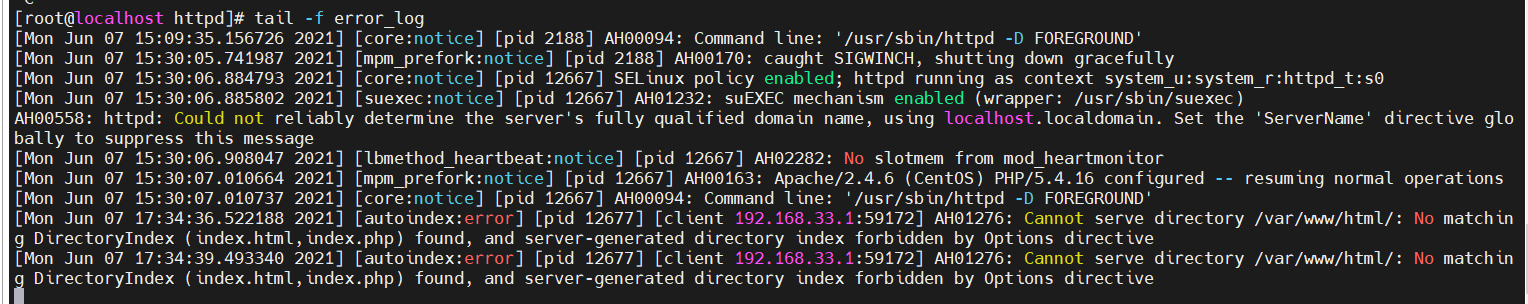 [root@localhost httpd]# tail -f error_log
[Mon Jun 07 15:09:35.156726 2021] [core:notice] [pid 2188] AH00094: Command line: '/usr/sbin/httpd -D FOREGROUND'
[Mon Jun 07 15:30:05.741987 2021] [mpm_prefork:notice] [pid 2188] AH00170: caught SIGWINCH, shutting down gracefully
[Mon Jun 07 15:30:06.884793 2021] [core:notice] [pid 12667] SELinux policy enabled; httpd running as context system_u:system_r:httpd_t:s0
[Mon Jun 07 15:30:06.885802 2021] [suexec:notice] [pid 12667] AH01232: suEXEC mechanism enabled (wrapper: /usr/sbin/suexec)
AH00558: httpd: Could not reliably determine the server's fully qualified domain name, using localhost.localdomain. Set the 'ServerName' directive glo
bally to suppress this message
[Mon Jun 07 15:30:06.908047 2021] [lbmethod_heartbeat:notice] [pid 12667] AH02282: No slotmem from mod_heartmonitor
[Mon Jun 07 15:30:07.010664 2021] [mpm_prefork:notice] [pid 12667] AH00163: Apache/2.4.6 (CentOS) PHP/5.4.16 configured -- resuming normal operations
[Mon Jun 07 15:30:07.010737 2021] [core:notice] [pid 12667] AH00094: Command line: '/usr/sbin/httpd -D FOREGROUND'
[Mon Jun 07 17:34:36.522188 2021] [autoindex:error] [pid 12677] [client 192.168.33.1:59172] AH01276: Cannot serve directory /var/www/html/: No matchin
g DirectoryIndex (index.html,index.php) found, and server-generated directory index forbidden by Options directive
[Mon Jun 07 17:34:39.493340 2021] [autoindex:error] [pid 12677] [client 192.168.33.1:59172] AH01276: Cannot serve directory /var/www/html/: No matchin
g DirectoryIndex (index.html,index.php) found, and server-generated directory index forbidden by Options directive